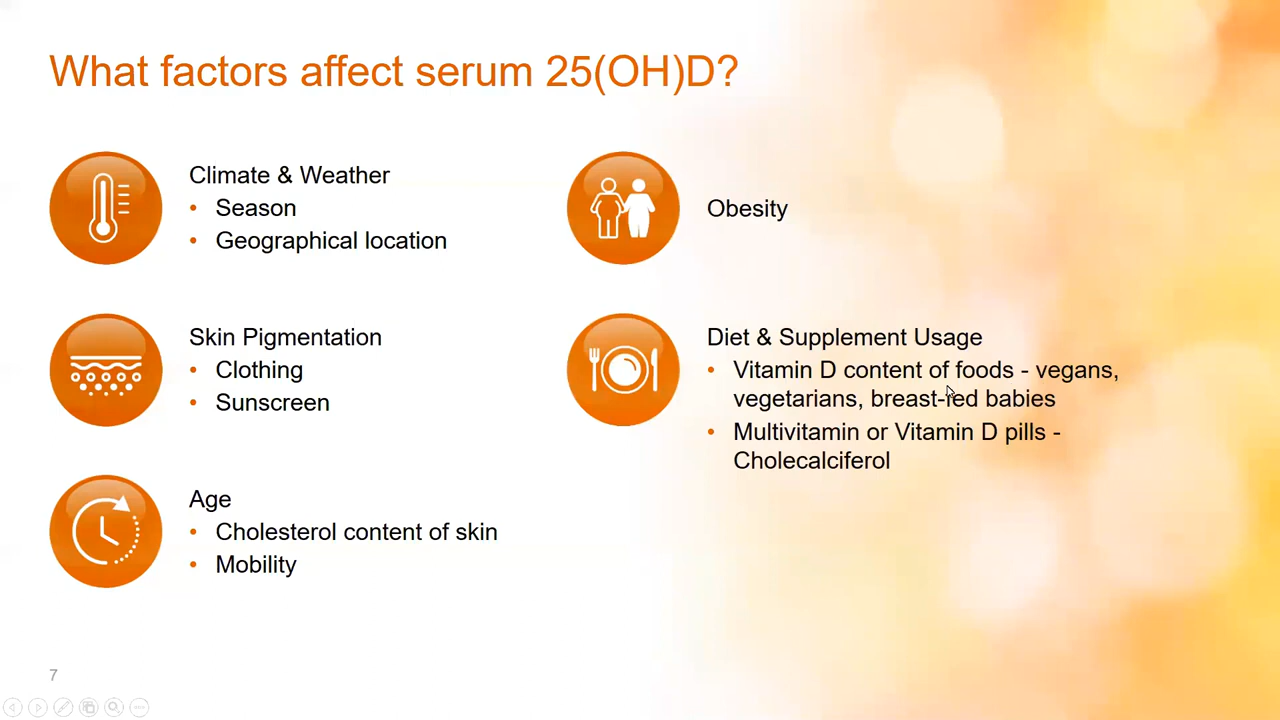 What factors affect serum 25(OH)D?
Climate & Weather
• Season
• Geographical location
Skin Pigmentation
• Clothing
• Sunscreen
Age
• Cholesterol content of skin
• Mobility
Obesity
Diet & Supplement Usage
• Vitamin D content of foods - vegans,
vegetarians, breast-fed babies
• Multivitamin or Vitamin D pills -
Cholecalciferol
7